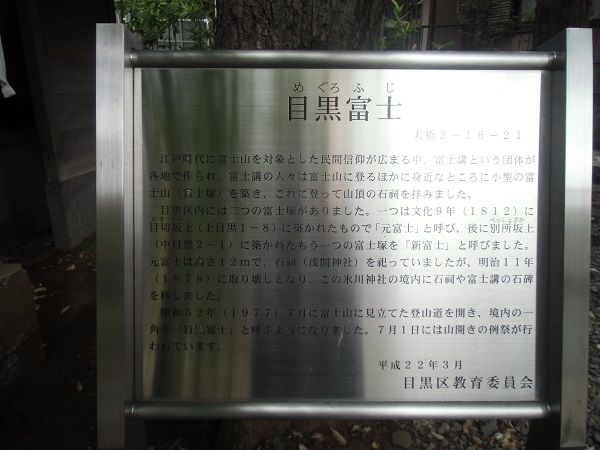 めぐろふじ
目黒富士
大橋2-16-21
江戸時代に富士山を対象とした民間信仰が広まる中、富士講という団体が
各地で作られ、富士講の人々は富士山に登るほかに身近なところに小型の富
士山(富士塚)を築き、これに登って山頂の石祠を拝みました。
目黒区内には二つの富士塚がありました。一つは文化9年(1812)に
目切坂上(上目黒1-8)に築かれたもので「元富士」と呼び、後に別所坂上
べっしょざか
(中目黒2-1)に築かれたもう一つの富士塚を「新富士」と呼びました。
元富士は高さ12mで、石祠(浅間神社)を祀っていましたが、明治11年
(1878)に取り壊しとなり、この氷川神社の境内に石祠や富士講の石碑
を移しました。
昭和52年(1977)7月に富士山に見立てた登山道を開き、境内の一
角を「目黒富士」と呼ぶようになりました。7月1日には山開きの例祭が行
われています。
平成22年3月
目黒区教育委員会